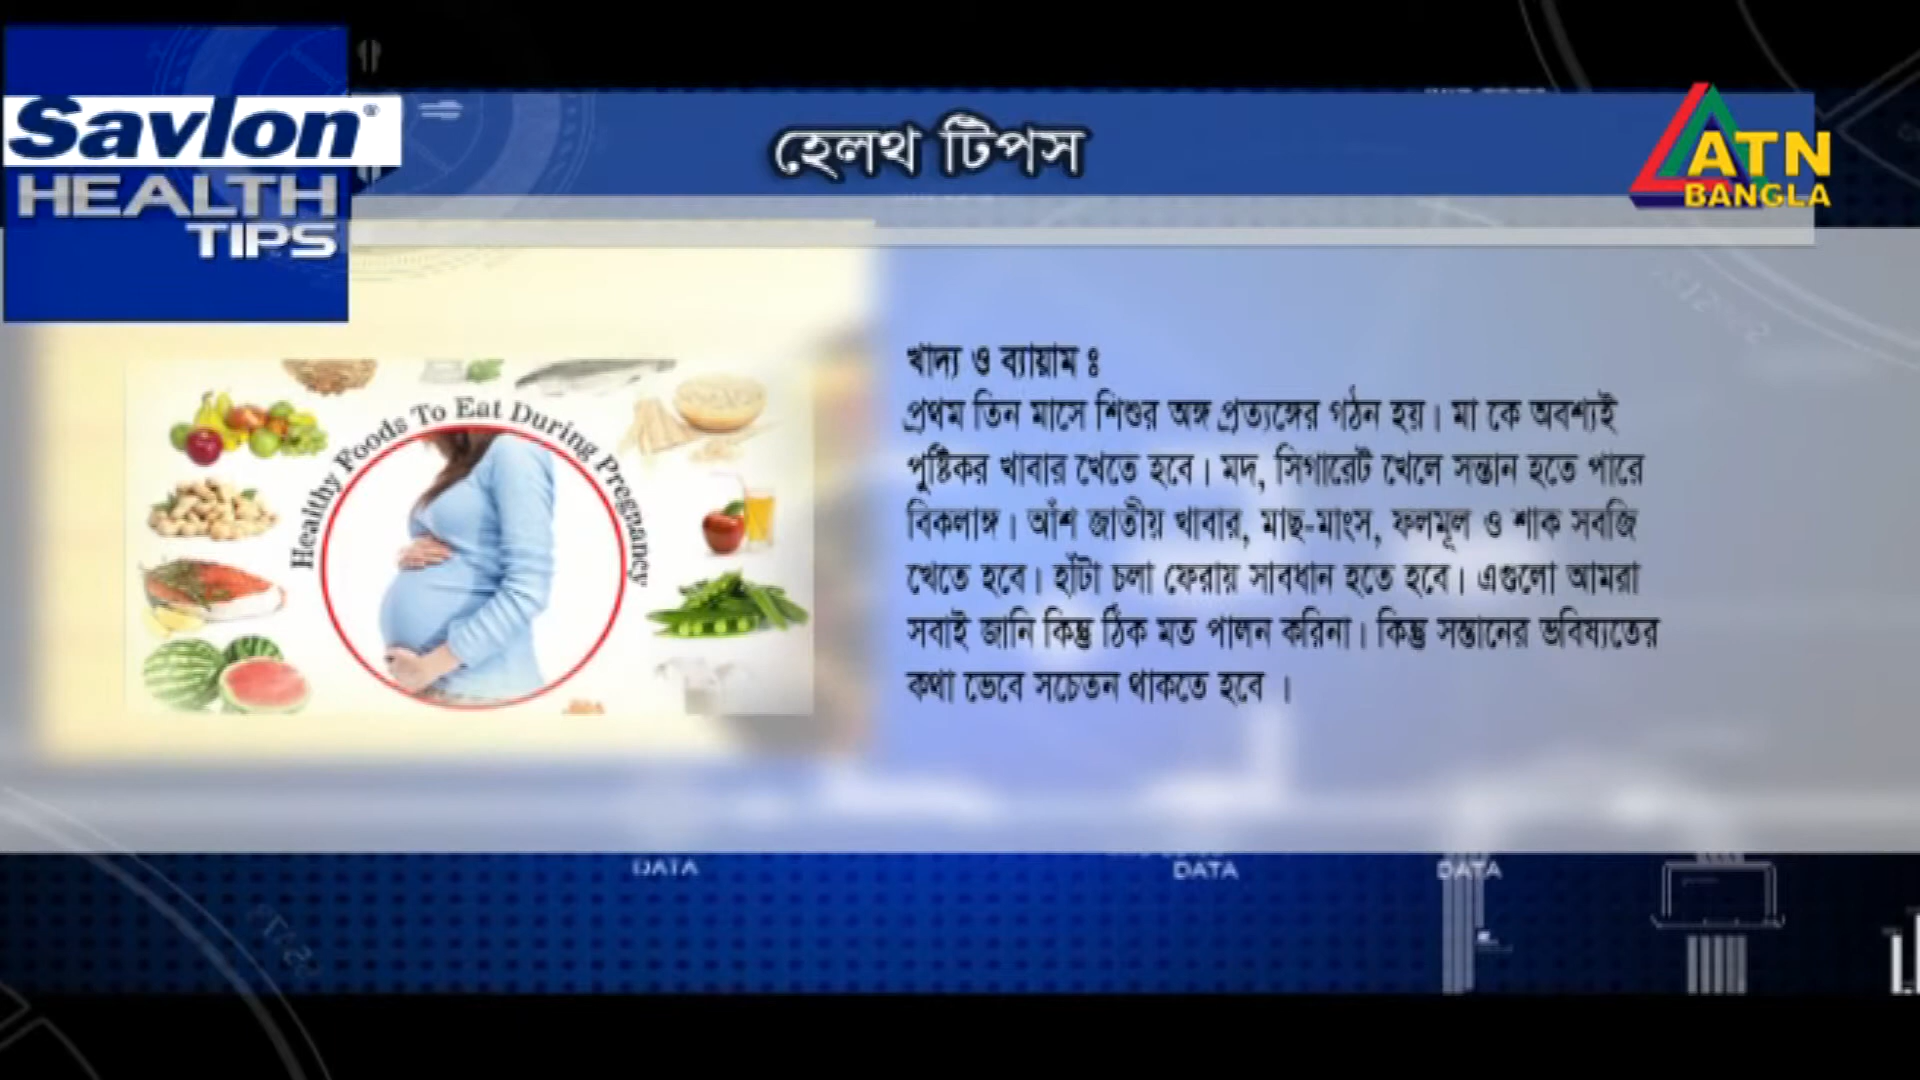 Savlon®
HEALTH
TIPS
হেলথ টিপস
ATN
BANGLA
Healthy Foods To Eat During Pregnancy
খাদ্য ও ব্যায়াম ঃ
প্রথম তিন মাসে শিশুর অঙ্গ প্রত্যঙ্গের গঠন হয়। মা কে অবশ্যই
পুষ্টিকর খাবার খেতে হবে। মদ, সিগারেট খেলে সন্তান হতে পারে
বিকলাঙ্গ। আঁশ জাতীয় খাবার, মাছ-মাংস, ফলমূল ও শাক সবজি
খেতে হবে। হাঁটা চলা ফেরায় সাবধান হতে হবে। এগুলো আমরা
সবাই জানি কিন্তু ঠিক মত পালন করিনা। কিন্তু সন্তানের ভবিষ্যতের
কথা ভেবে সচেতন থাকতে হবে ।
DATA
DATA
DATA